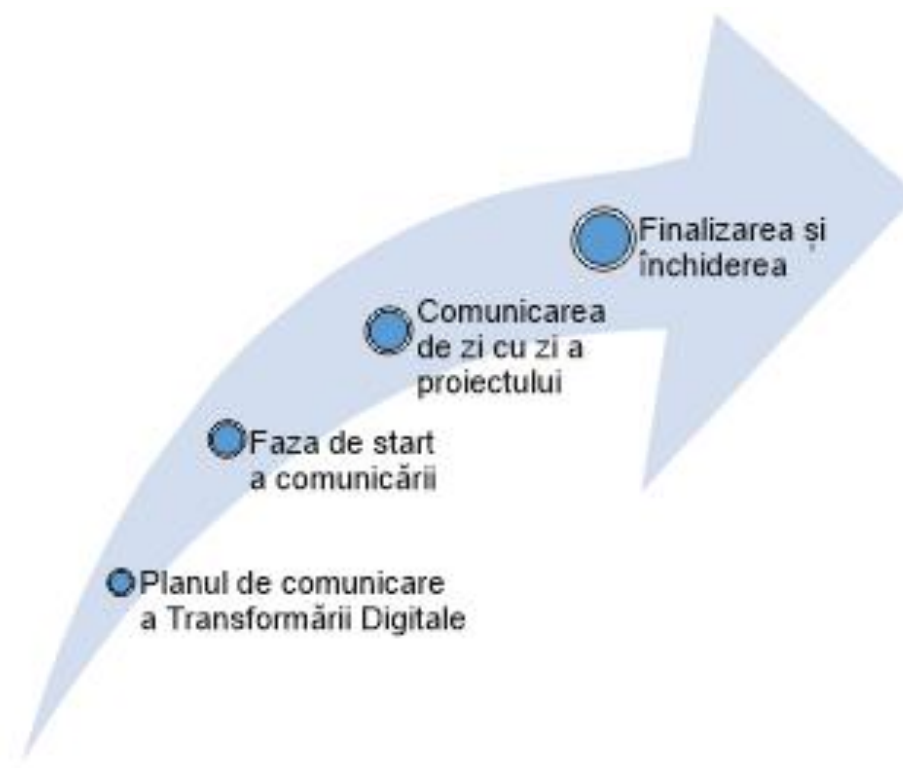 Finalizarea și
închiderea
Comunicarea
de zi cu zi a
proiectului
Faza de start
a comunicării
Planul de comunicare
a Transformării Digitale